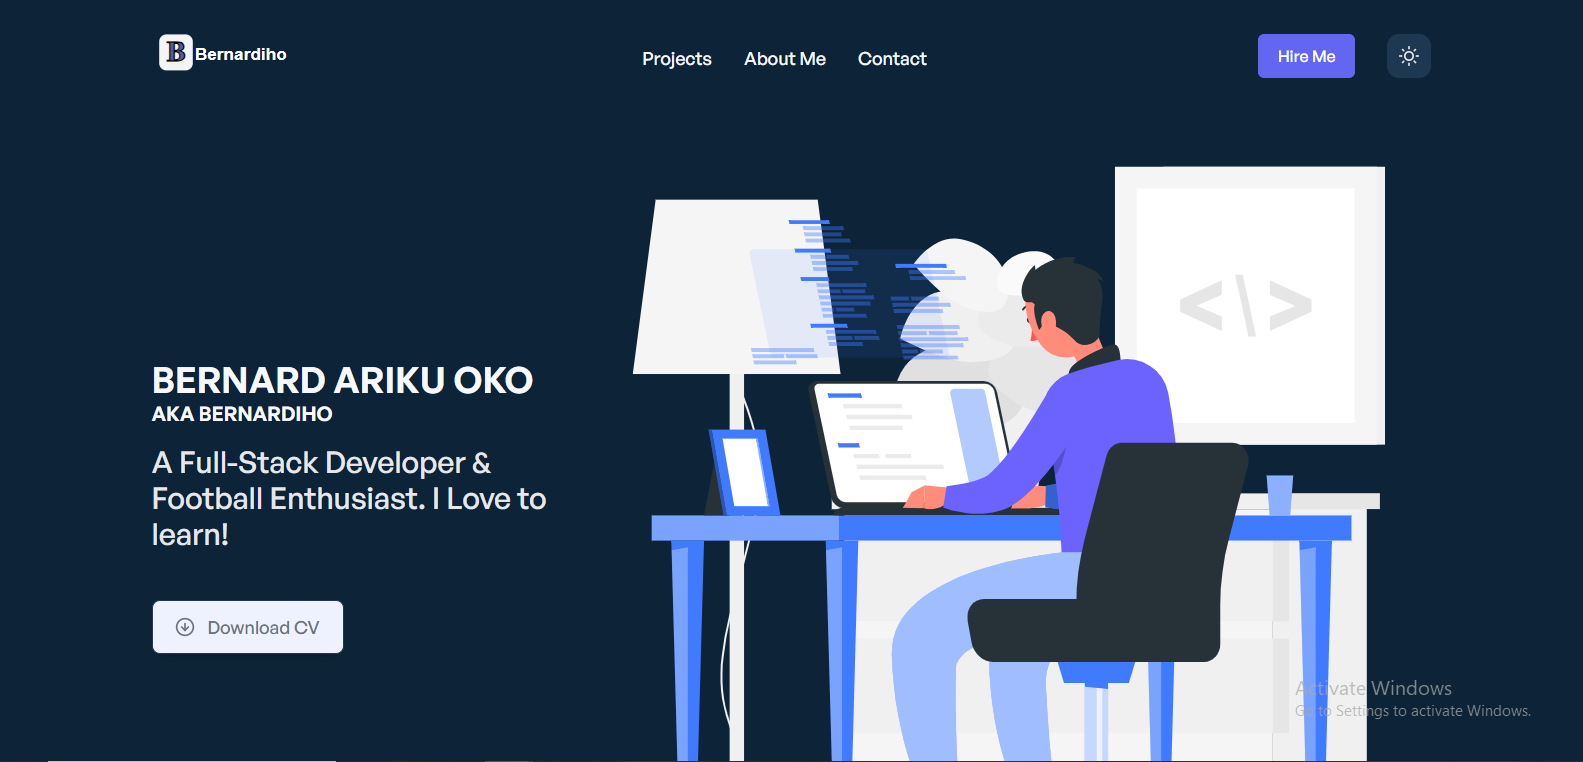 B Bernardiho
Projects About Me Contact
Hire Me
<\>
BERNARD ARIKU OKO
AKA BERNARDIHO
A Full-Stack Developer &
Football Enthusiast. I Love to
learn!
Download CV
Activate Windows
Go to Settings to activate Windows.